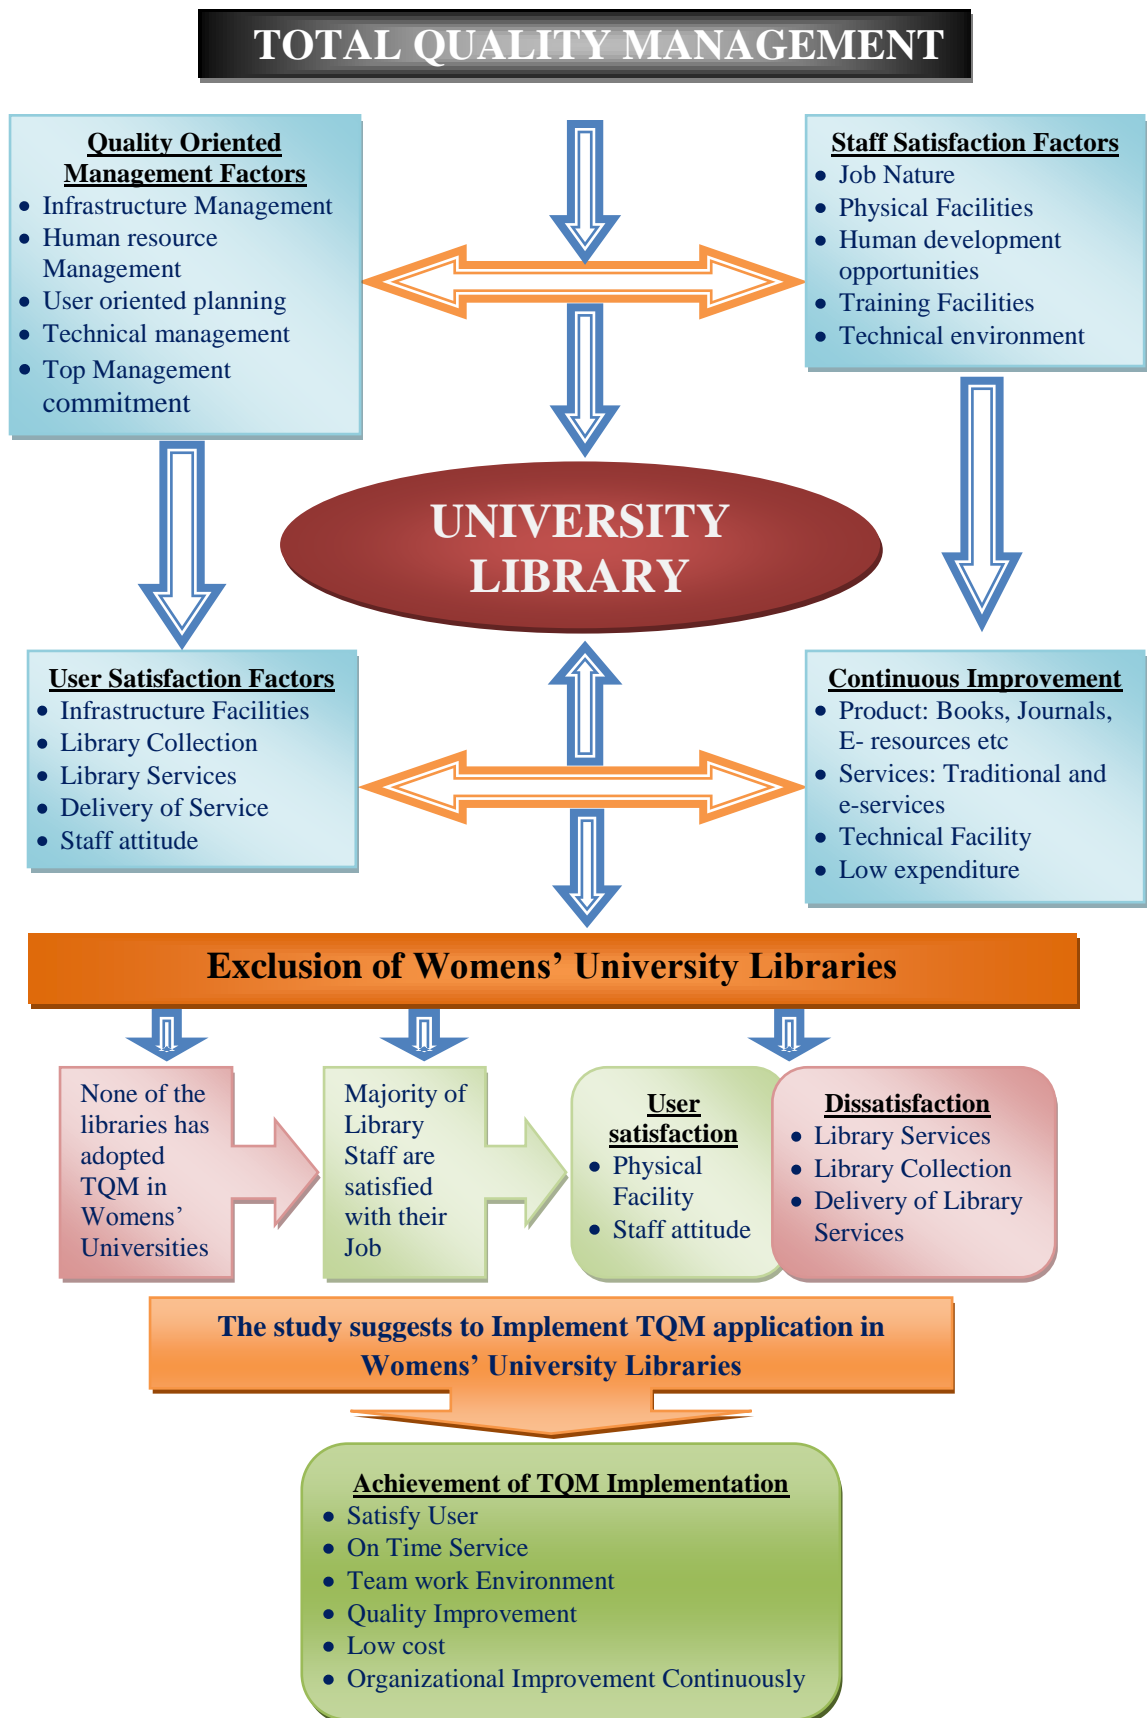 TOTAL QUALITY MANAGEMENT
Quality Oriented
Management Factors
• Infrastructure Management
• Human resource
Management
• User oriented planning
• Technical management
• Top Management
commitment
Staff Satisfaction Factors
• Job Nature
• Physical Facilities
• Human development
opportunities
• Training Facilities
• Technical environment
UNIVERSITY
LIBRARY
User Satisfaction Factors
• Infrastructure Facilities
• Library Collection
• Library Services
• Delivery of Service
• Staff attitude
Continuous Improvement
• Product: Books, Journals,
E- resources etc
• Services: Traditional and
e-services
• Technical Facility
• Low expenditure
Exclusion of Womens’ University Libraries
None of the
libraries has
adopted
TQM in
Womens’
Universities
Majority of
Library
Staff are
satisfied
with their
Job
User
satisfaction
• Physical
Facility
• Staff attitude
Dissatisfaction
• Library Services
• Library Collection
• Delivery of Library
Services
The study suggests to Implement TQM application in
Womens’ University Libraries
Achievement of TQM Implementation
• Satisfy User
• On Time Service
• Team work Environment
• Quality Improvement
• Low cost
• Organizational Improvement Continuously